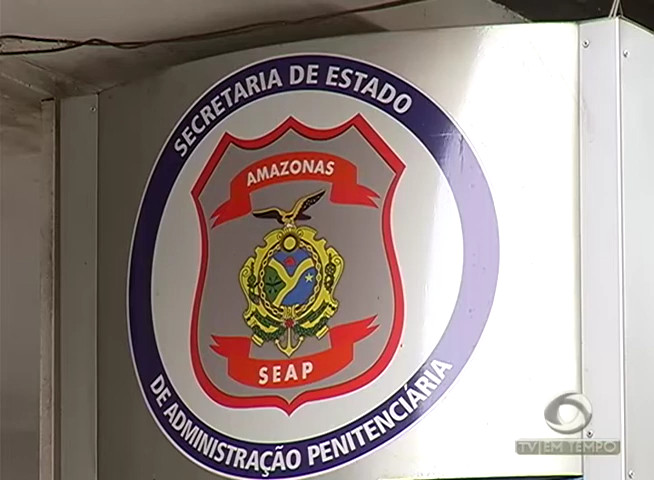 SECRETARIA DE ESTADO
AMAZONAS
SEAP
DE ADMINISTRAÇÃO PENITENCIÁRIA
TV EM TEMPO